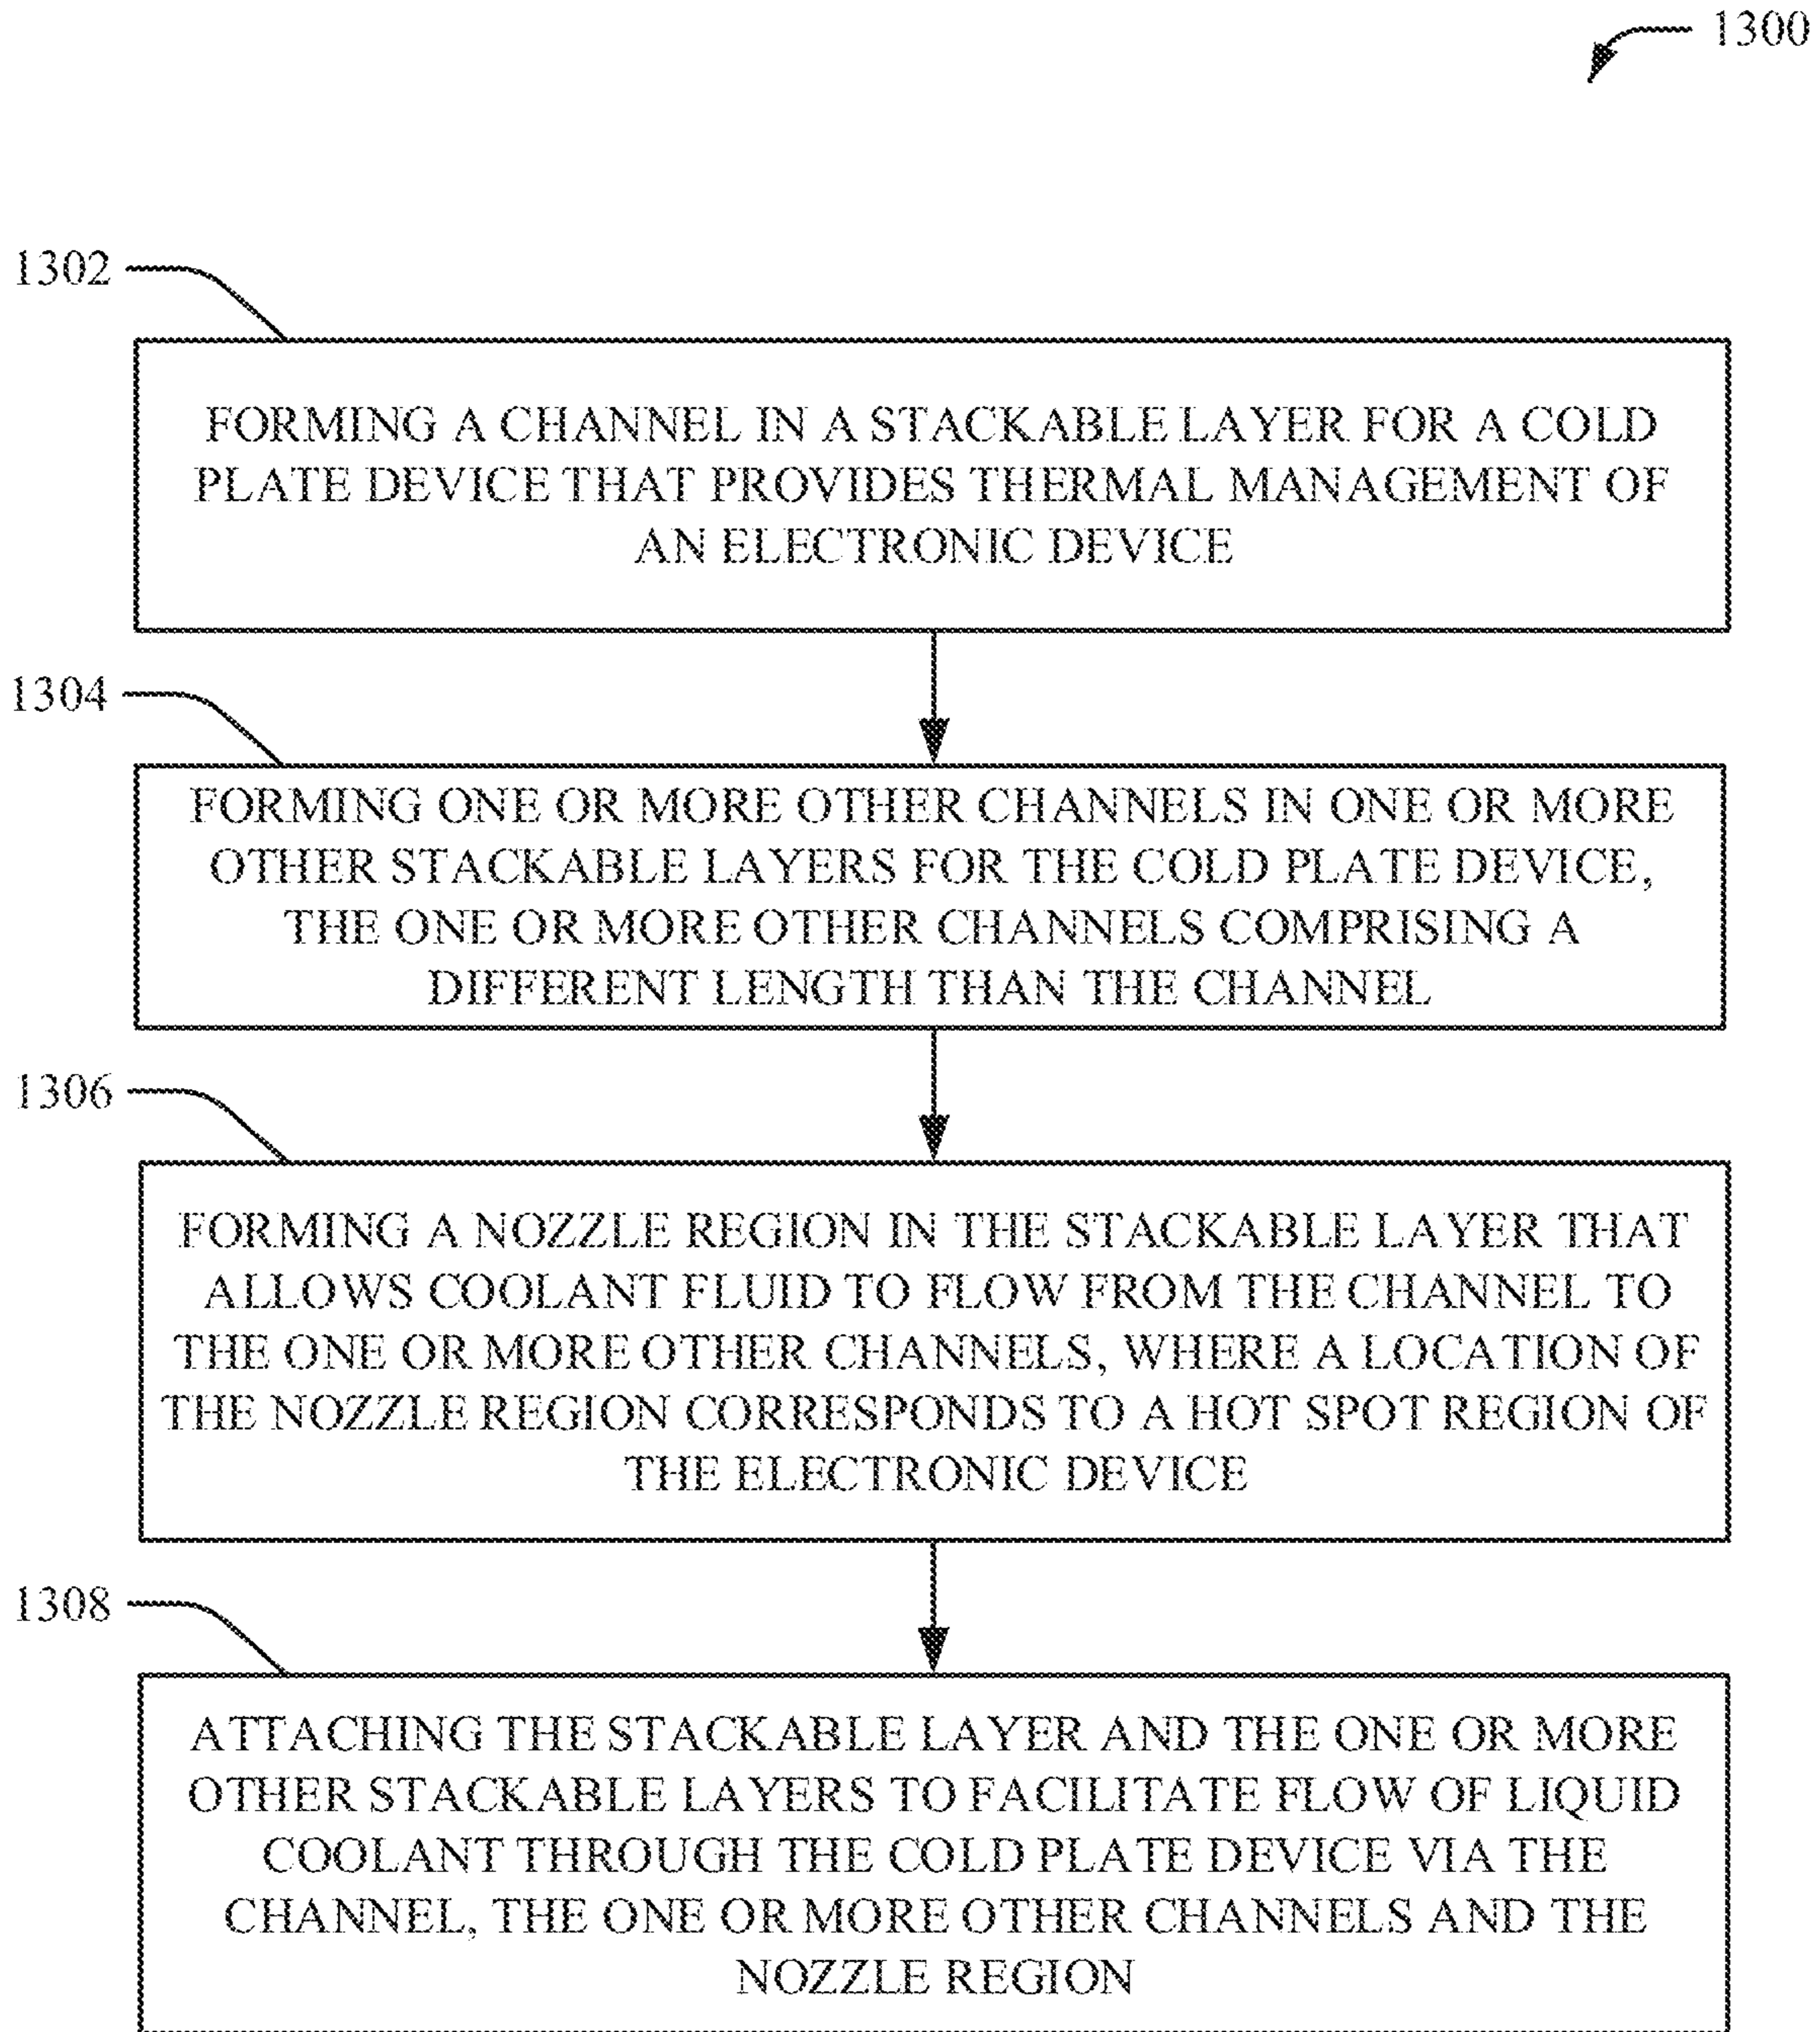 1300
1302
FORMING A CHANNEL IN A STACKABLE LAYER FOR A COLD
PLATE DEVICE THAT PROVIDES THERMAL MANAGEMENT OF
AN ELECTRONIC DEVICE
1304
FORMING ONE OR MORE OTHER CHANNELS IN ONE OR MORE
OTHER STACKABLE LAYERS FOR THE COLD PLATE DEVICE,
THE ONE OR MORE OTHER CHANNELS COMPRISING A
DIFFERENT LENGTH THAN THE CHANNEL
1306
FORMING A NOZZLE REGION IN THE STACKABLE LAYER THAT
ALLOWS COOLANT FLUID TO FLOW FROM THE CHANNEL TO
THE ONE OR MORE OTHER CHANNELS, WHERE A LOCATION OF
THE NOZZLE REGION CORRESPONDS TO A HOT SPOT REGION OF
THE ELECTRONIC DEVICE
1308
ATTACHING THE STACKABLE LAYER AND THE ONE OR MORE
OTHER STACKABLE LAYERS TO FACILITATE FLOW OF LIQUID
COOLANT THROUGH THE COLD PLATE DEVICE VIA THE
CHANNEL, THE ONE OR MORE OTHER CHANNELS AND THE
NOZZLE REGION